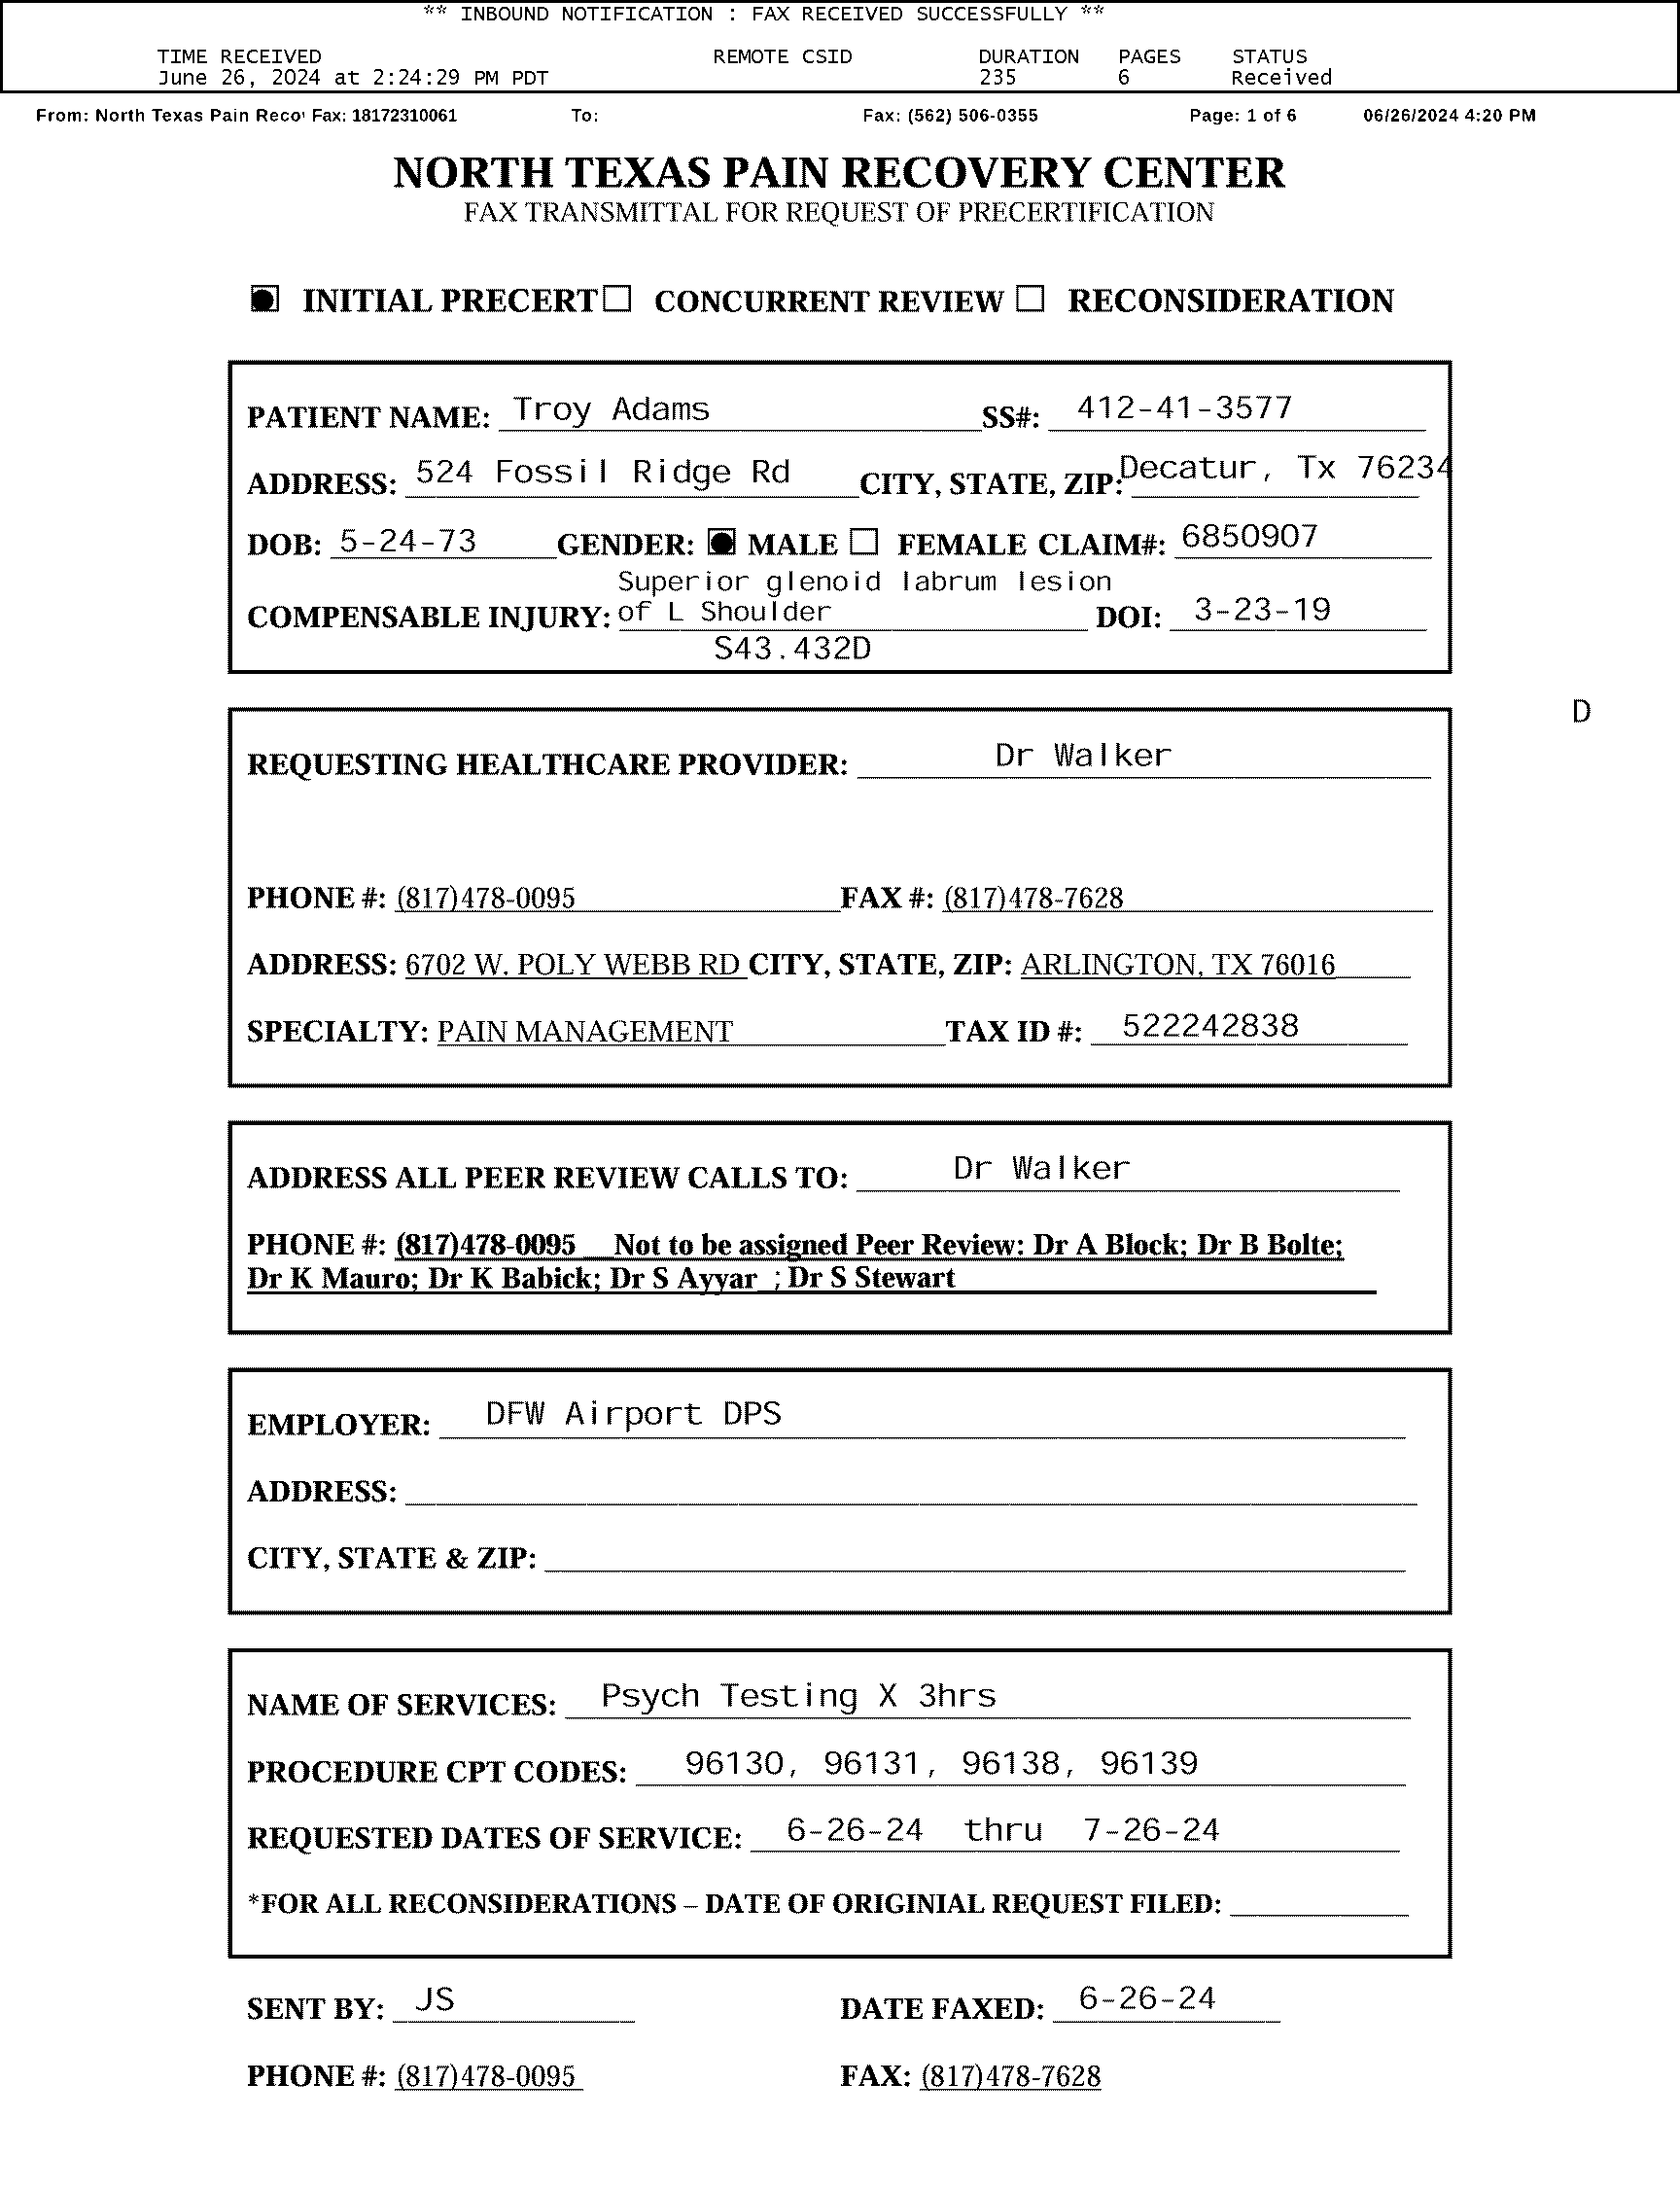 ** INBOUND NOTIFICATION : FAX RECEIVED SUCCESSFULLY **
TIME RECEIVED REMOTE CSID DURATION PAGES STATUS
June 26, 2024 at 2:24:29 PM PDT 235 6 Received
From: North Texas Pain Reco Fax: 18172310061 To: Fax: (562) 506-0355 Page: 1 of 6 06/26/2024 4:20 PM
NORTH TEXAS PAIN RECOVERY CENTER
FAX TRANSMITTAL FOR REQUEST OF PRECERTIFICATION
INITIAL PRECERT CONCURRENT REVIEW RECONSIDERATION
PATIENT NAME: Troy Adams SS#: 412-41-3577
ADDRESS: 524 Fossil Ridge Rd CITY, STATE, ZIP: Decatur, Tx 76234
DOB: 5-24-73 GENDER: MALE FEMALE CLAIM#: 6850907
Superior glenoid labrum lesion
COMPENSABLE INJURY: of L Shoulder DOI: 3-23-19
S43.432D
D
REQUESTING HEALTHCARE PROVIDER: Dr Walker
PHONE #: (817)478-0095 FAX #: (817)478-7628
ADDRESS: 6702 W. POLY WEBB RD CITY, STATE, ZIP: ARLINGTON, TX 76016
SPECIALTY: PAIN MANAGEMENT TAX ID #: 522242838
ADDRESS ALL PEER REVIEW CALLS TO: Dr Walker
PHONE #: (817)478-0095 Not to be assigned Peer Review: Dr A Block; Dr B Bolte;
Dr K Mauro; Dr K Babick; Dr S Ayyar ; Dr S Stewart
EMPLOYER: DFW Airport DPS
ADDRESS:
CITY, STATE & ZIP:
NAME OF SERVICES: Psych Testing X 3hrs
PROCEDURE CPT CODES: 96130, 96131, 96138, 96139
REQUESTED DATES OF SERVICE: 6-26-24 thru 7-26-24
*FOR ALL RECONSIDERATIONS – DATE OF ORIGINIAL REQUEST FILED:
SENT BY: JS DATE FAXED: 6-26-24
PHONE #: (817)478-0095 FAX: (817)478-7628